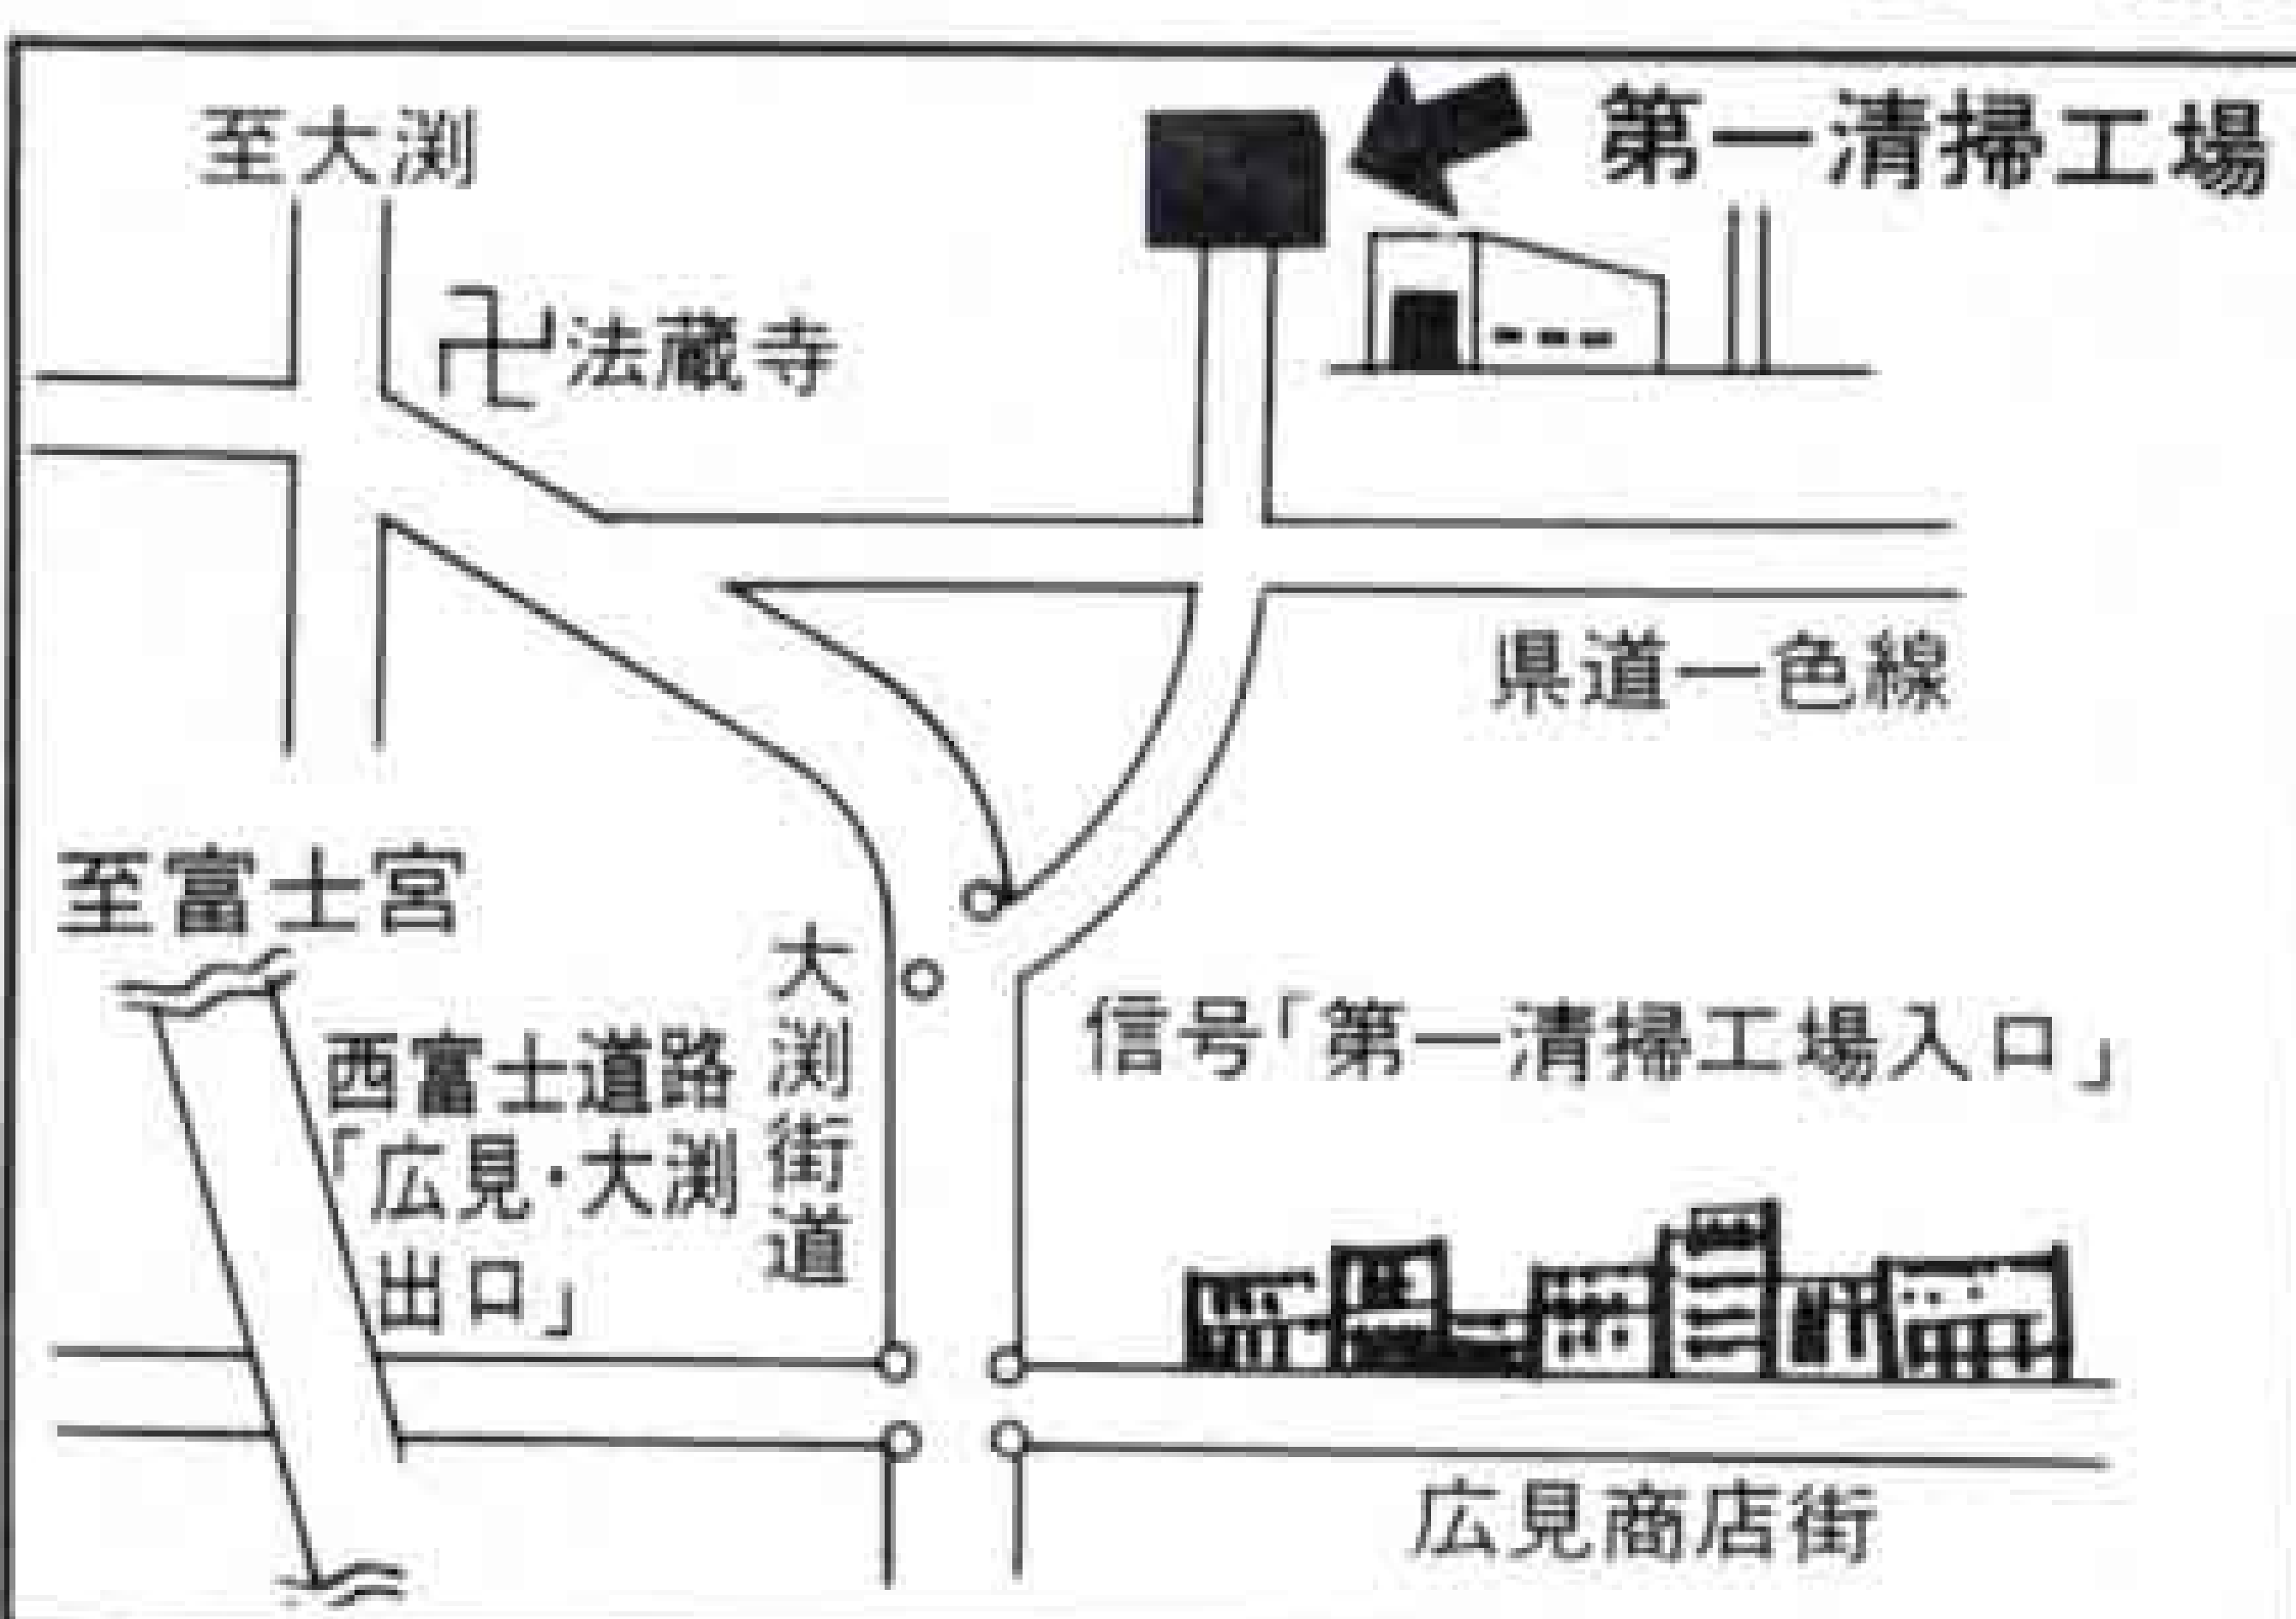 至大渕
第一清掃工場
卍法蔵寺
県道一色線
至富士宮
大渕街道
西富士道路
「広見・大渕
出口」
信号「第一清掃工場入口」
広見商店街